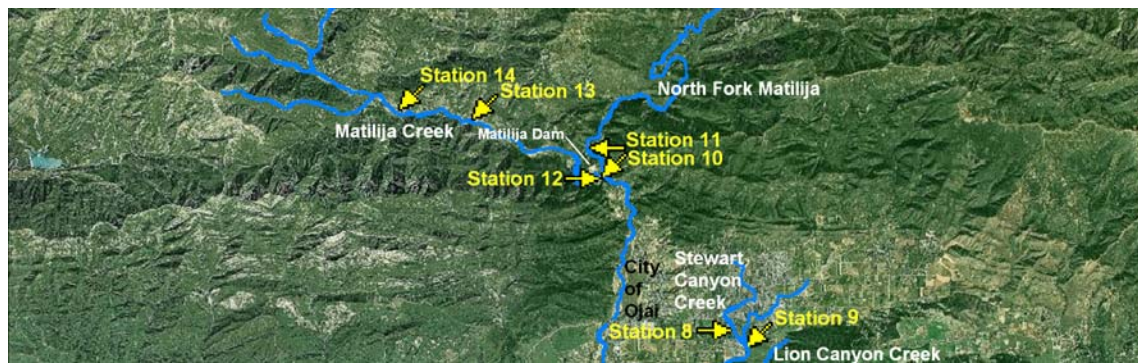 Station 14
Station 13
North Fork Matilija
Matilija Creek
Matilija Dam
Station 11
Station 10
Station 12
City
of
Ojai
Stewart
Canyon
Creek
Station 8
Station 9
Lion Canyon Creek